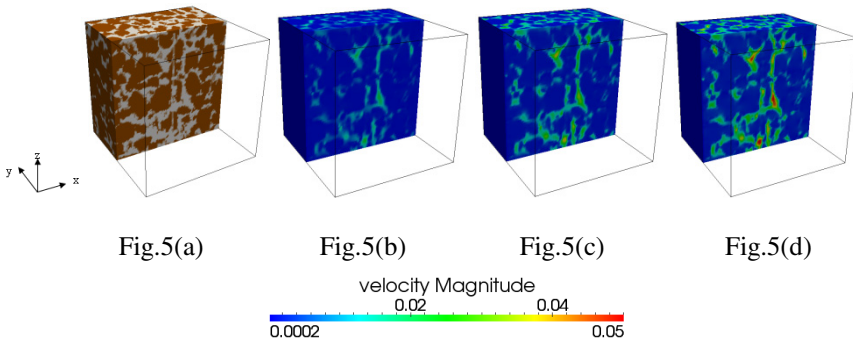 z
y
x
Fig.5(a) Fig.5(b) Fig.5(c) Fig.5(d)
velocity Magnitude
0.02 0.04
0.0002 0.05